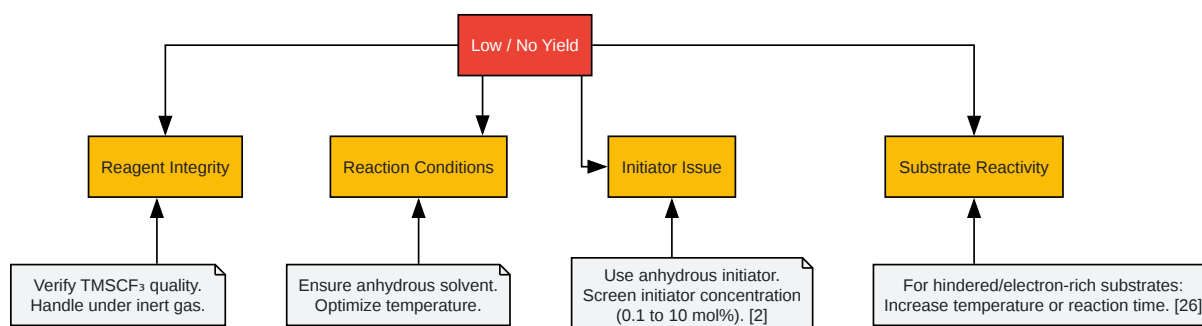 Low / No Yield
Reagent Integrity
Reaction Conditions
Initiator Issue
Substrate Reactivity
Verify TMSCF₃ quality.
Handle under inert gas.
Ensure anhydrous solvent.
Optimize temperature.
Use anhydrous initiator.
Screen initiator concentration
(0.1 to 10 mol%). [2]
For hindered/electron-rich substrates:
Increase temperature or reaction time. [26]